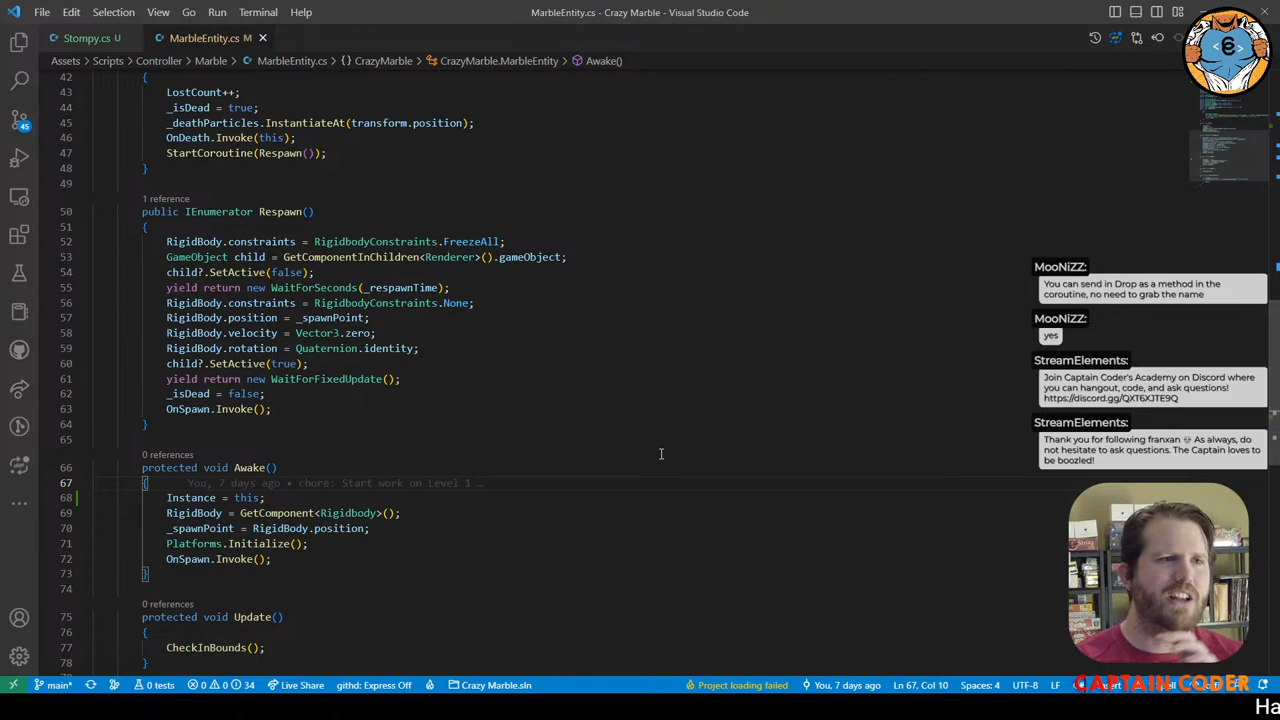 File Edit Selection View Go Run Terminal Help
MarbleEntity.cs - Crazy Marble - Visual Studio Code
Stompy.cs U
MarbleEntity.cs M
Assets > Scripts > Controller > Marble > MarbleEntity.cs > {} CrazyMarble > CrazyMarble.MarbleEntity > Awake()
42 {
43 LostCount++;
44 _isDead = true;
45 _deathParticles.InstantiateAt(transform.position);
46 OnDeath.Invoke(this);
47 StartCoroutine(Respawn());
48 }
49
1 reference
50 public IEnumerator Respawn()
51 {
52 RigidBody.constraints = RigidbodyConstraints.FreezeAll;
53 GameObject child = GetComponentInChildren<Renderer>().gameObject;
54 child?.SetActive(false);
55 yield return new WaitForSeconds(_respawnTime);
56 RigidBody.constraints = RigidbodyConstraints.None;
57 RigidBody.position = _spawnPoint;
58 RigidBody.velocity = Vector3.zero;
59 RigidBody.rotation = Quaternion.identity;
60 child?.SetActive(true);
61 yield return new WaitForFixedUpdate();
62 _isDead = false;
63 OnSpawn.Invoke();
64 }
65
0 references
66 protected void Awake()
67 { You, 7 days ago • chore: Start work on Level 1 …
68 Instance = this;
69 RigidBody = GetComponent<Rigidbody>();
70 _spawnPoint = RigidBody.position;
71 Platforms.Initialize();
72 OnSpawn.Invoke();
73 }
74
0 references
75 protected void Update()
76 {
77 CheckInBounds();
78 }
MooNiZZ:
You can send in Drop as a method in the
coroutine, no need to grab the name
MooNiZZ:
yes
StreamElements:
Join Captain Coder's Academy on Discord where
you can hangout, code, and ask questions!
https://discord.gg/QXT6XJTE9Q
StreamElements:
Thank you for following franxan As always, do
not hesitate to ask questions. The Captain loves to
be boozled!
45
main* 0 tests 0 0 34 Live Share githd: Express Off Crazy Marble.sln
Project loading failed You, 7 days ago Ln 67, Col 10 Spaces: 4 UTF-8 LF
CAPTAIN CODER
Ha